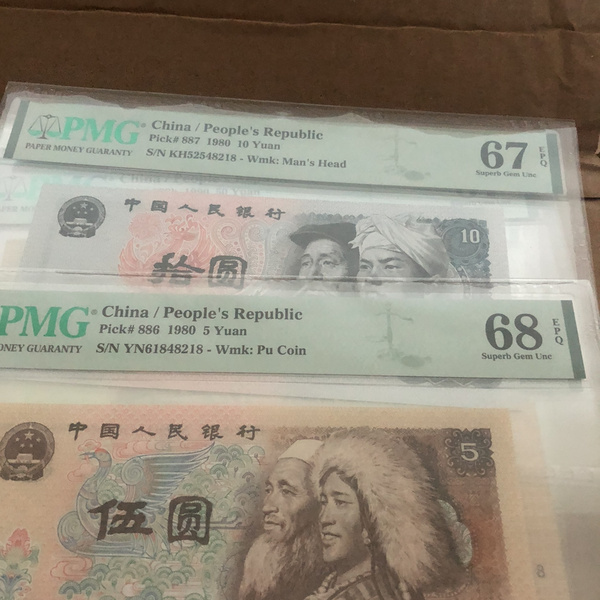 PMG
PAPER MONEY GUARANTY
China / People's Republic
Pick# 887 1980 10 Yuan
S/N KH52548218 - Wmk: Man's Head
67 EPQ
Superb Gem Unc
中国人民银行
拾圆
10
PMG
MONEY GUARANTY
China / People's Republic
Pick# 886 1980 5 Yuan
S/N YN61848218 - Wmk: Pu Coin
68 EPQ
Superb Gem Unc
中国人民银行
伍圆
5
8